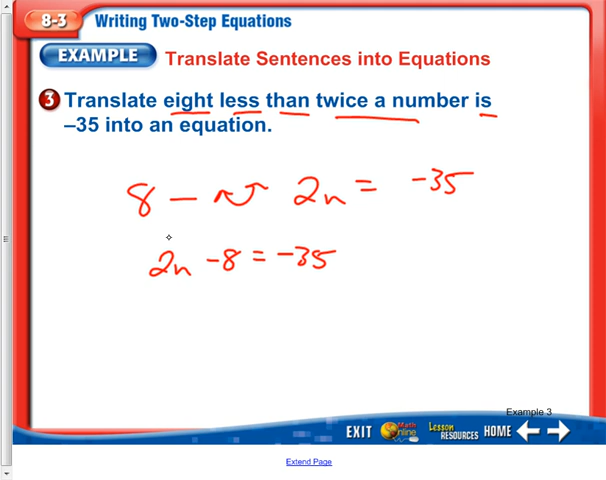 8-3 Writing Two-Step Equations
EXAMPLE Translate Sentences into Equations
3 Translate eight less than twice a number is
–35 into an equation.
8 — 2n = -35
2n - 8 = -35
Example 3
EXIT Math Online Lesson RESOURCES HOME
Extend Page